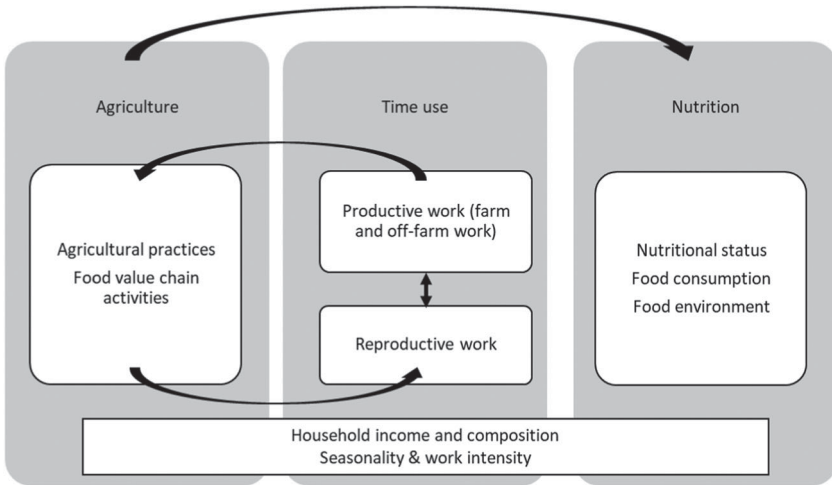 Agriculture
Time use
Nutrition
Agricultural practices
Food value chain
activities
Productive work (farm
and off-farm work)
Reproductive work
Nutritional status
Food consumption
Food environment
Household income and composition
Seasonality & work intensity